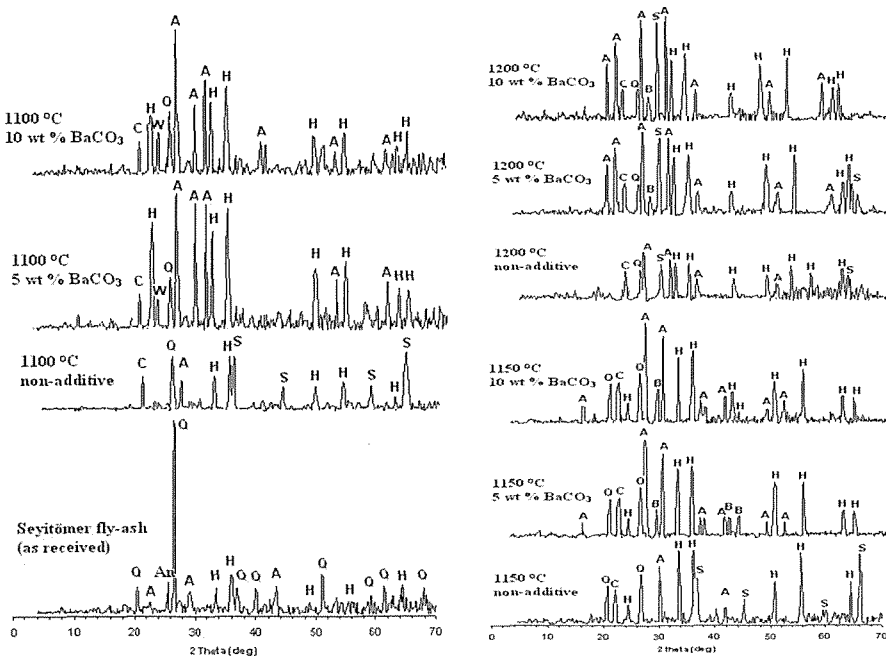 A
A
H
H
A
C
H
W
Q
A
H
H
A
A
H
H
1100 °C
10 wt % BaCO3
A
A
A
H
H
H
C
W
Q
H
A
H
A
H
H
1100 °C
5 wt % BaCO3
1100 °C
non-additive
C
Q
A
H
H
S
S
H
H
S
H
S
Q
Seyitömer fly-ash
(as received)
Q
A
An
A
H
H
Q
Q
A
H
Q
H
Q
Q
H
Q
0
10
20
30
40
50
60
70
2 Theta (deg)
1200 °C
10 wt % BaCO3
A
A
C
Q
B
A
S
A
H
H
A
H
H
A
H
A
H
H
1200 °C
5 wt % BaCO3
A
A
C
Q
B
A
S
A
H
H
A
H
H
A
H
A
H
H
S
1200 °C
non-additive
C
Q
A
S
A
H
H
A
H
H
A
H
H
H
S
1150 °C
10 wt % BaCO3
A
Q
C
H
Q
A
B
A
H
H
A
A
H
H
A
H
A
H
H
H
1150 °C
5 wt % BaCO3
A
Q
C
H
Q
A
B
A
H
H
A
A
B
B
A
H
A
H
H
H
1150 °C
non-additive
Q
C
H
Q
A
H
H
S
A
S
H
H
S
H
S
0
10
20
30
40
50
60
70
2 Theta (deg)